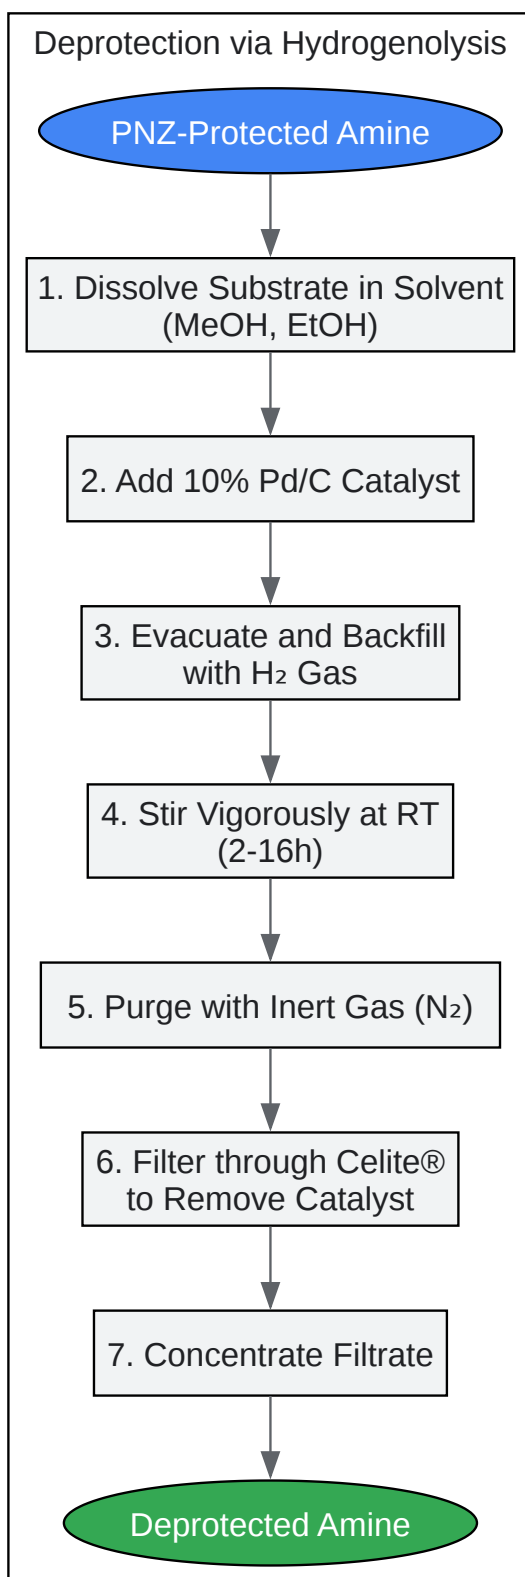 Deprotection via Hydrogenolysis
PNZ-Protected Amine
1. Dissolve Substrate in Solvent
(MeOH, EtOH)
2. Add 10% Pd/C Catalyst
3. Evacuate and Backfill
with H₂ Gas
4. Stir Vigorously at RT
(2-16h)
5. Purge with Inert Gas (N₂)
6. Filter through Celite®
to Remove Catalyst
7. Concentrate Filtrate
Deprotected Amine